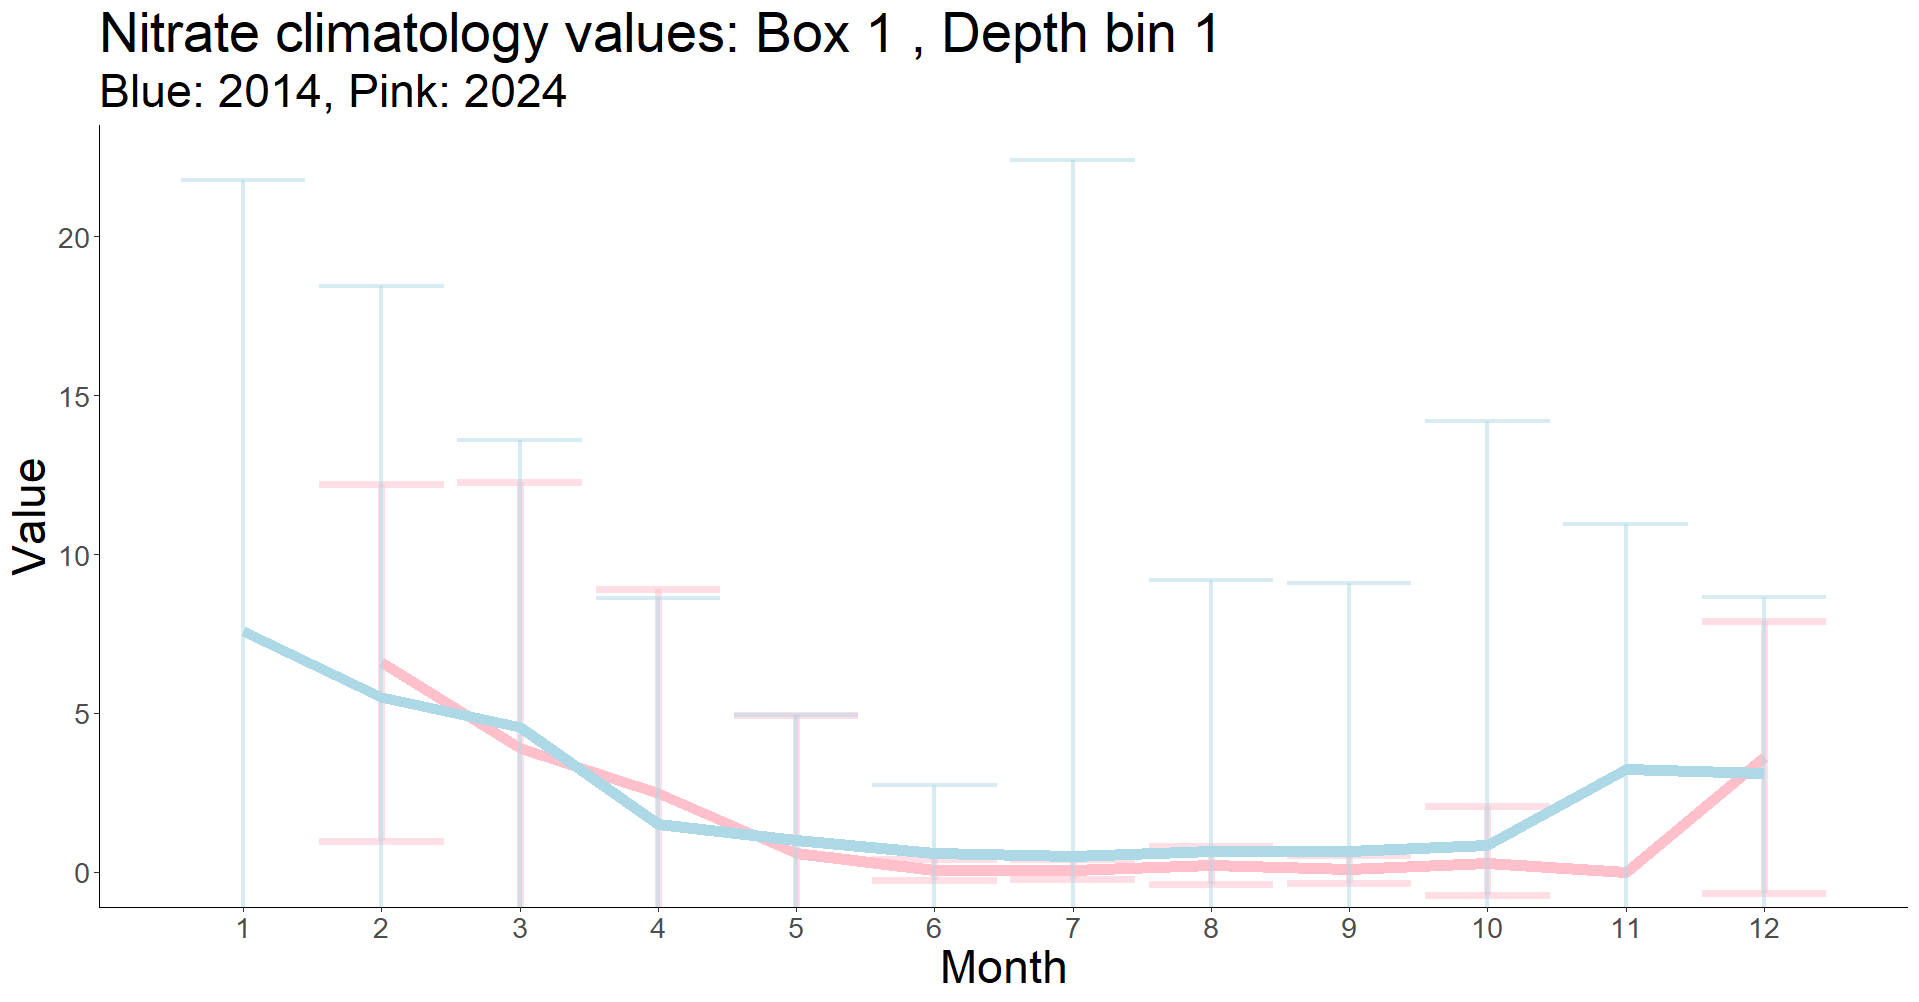 Nitrate climatology values: Box 1 , Depth bin 1
Blue: 2014, Pink: 2024
20
15
10
5
0
Value
1 2 3 4 5 6 7 8 9 10 11 12
Month